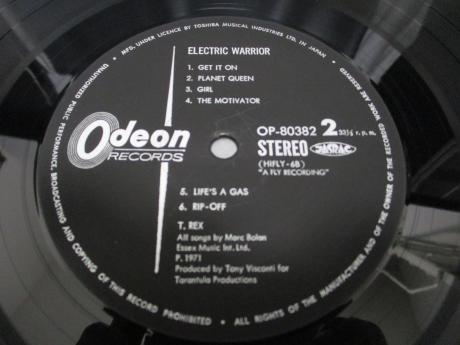 MFG. UNDER LICENCE BY TOSHIBA MUSICAL INDUSTRIES LTD. IN JAPAN •
ELECTRIC WARRIOR
1. GET IT ON
2. PLANET QUEEN
3. GIRL
4. THE MOTIVATOR
Odeon
RECORDS
OP-80382 2 33⅓ r. p. m.
STEREO JASRAC
(HIFLY-6B)
"A FLY RECORDING"
5. LIFE'S A GAS
6. RIP-OFF
T. REX
All songs by Marc Bolan
Essex Music Int. Ltd.
P. 1971
Produced by Tony Visconti for
Tarantula Productions
UNAUTHORIZED PUBLIC PERFORMANCE, BROADCASTING AND COPYING OF THIS RECORD PROHIBITED • ALL RIGHTS OF THE MANUFACTURER AND OF THE OWNER OF THE RECORDED WORK ARE RESERVED